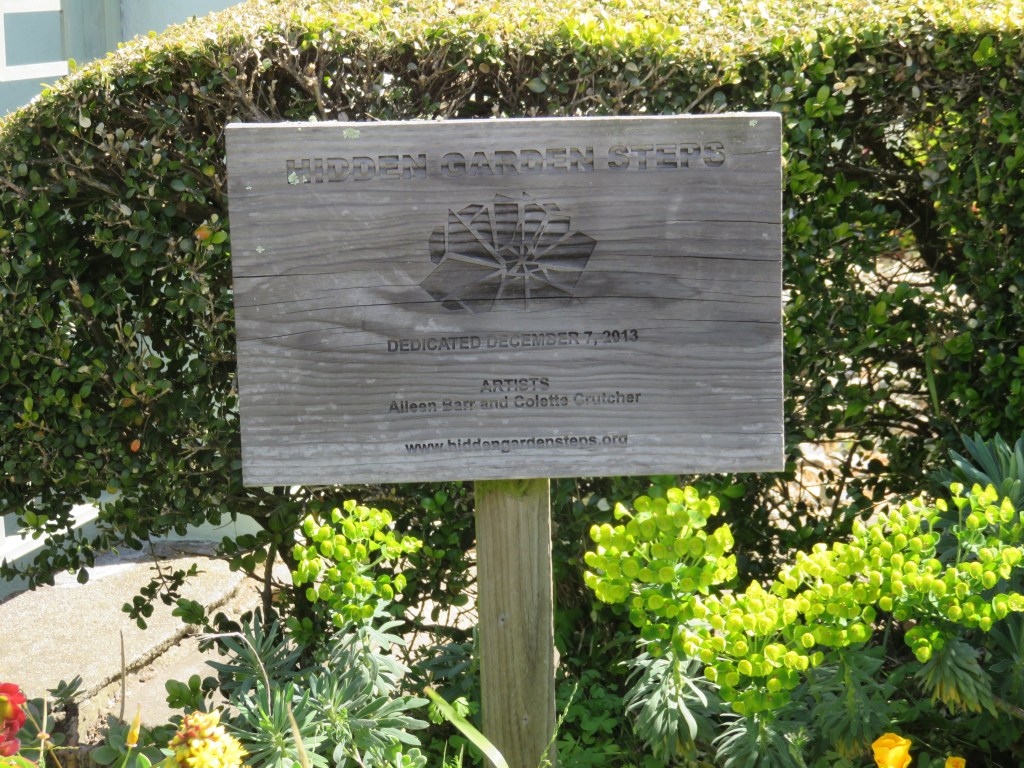 HIDDEN GARDEN STEPS
DEDICATED DECEMBER 7, 2013
ARTISTS
Aileen Barr and Colette Crutcher
www.hiddengardensteps.org